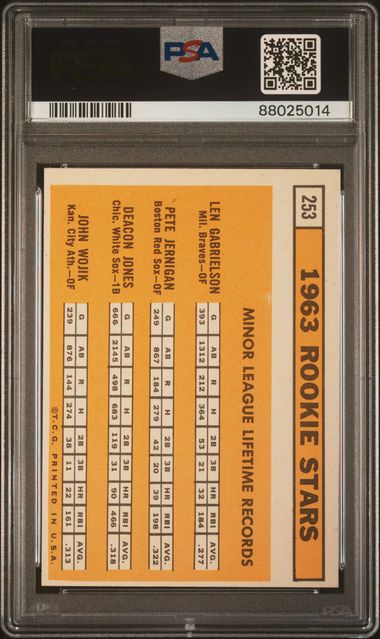 PSA
PSA
88025014
253
1963 ROOKIE STARS
MINOR LEAGUE LIFETIME RECORDS
LEN GABRIELSON
Mil. Braves—OF
G AB R H 2B 3B HR RBI AVG.
393 1312 212 364 53 21 32 184 .277
PETE JERNIGAN
Boston Red Sox—OF
G AB R H 2B 3B HR RBI AVG.
249 867 184 279 42 20 39 198 .322
DEACON JONES
Chic. White Sox—1B
G AB R H 2B 3B HR RBI AVG.
666 2145 498 683 119 31 90 466 .318
JOHN WOJIK
Kan. City Ath.—OF
G AB R H 2B 3B HR RBI AVG.
239 876 144 274 38 11 22 161 .313
©T.C.G. PRINTED IN U.S.A.